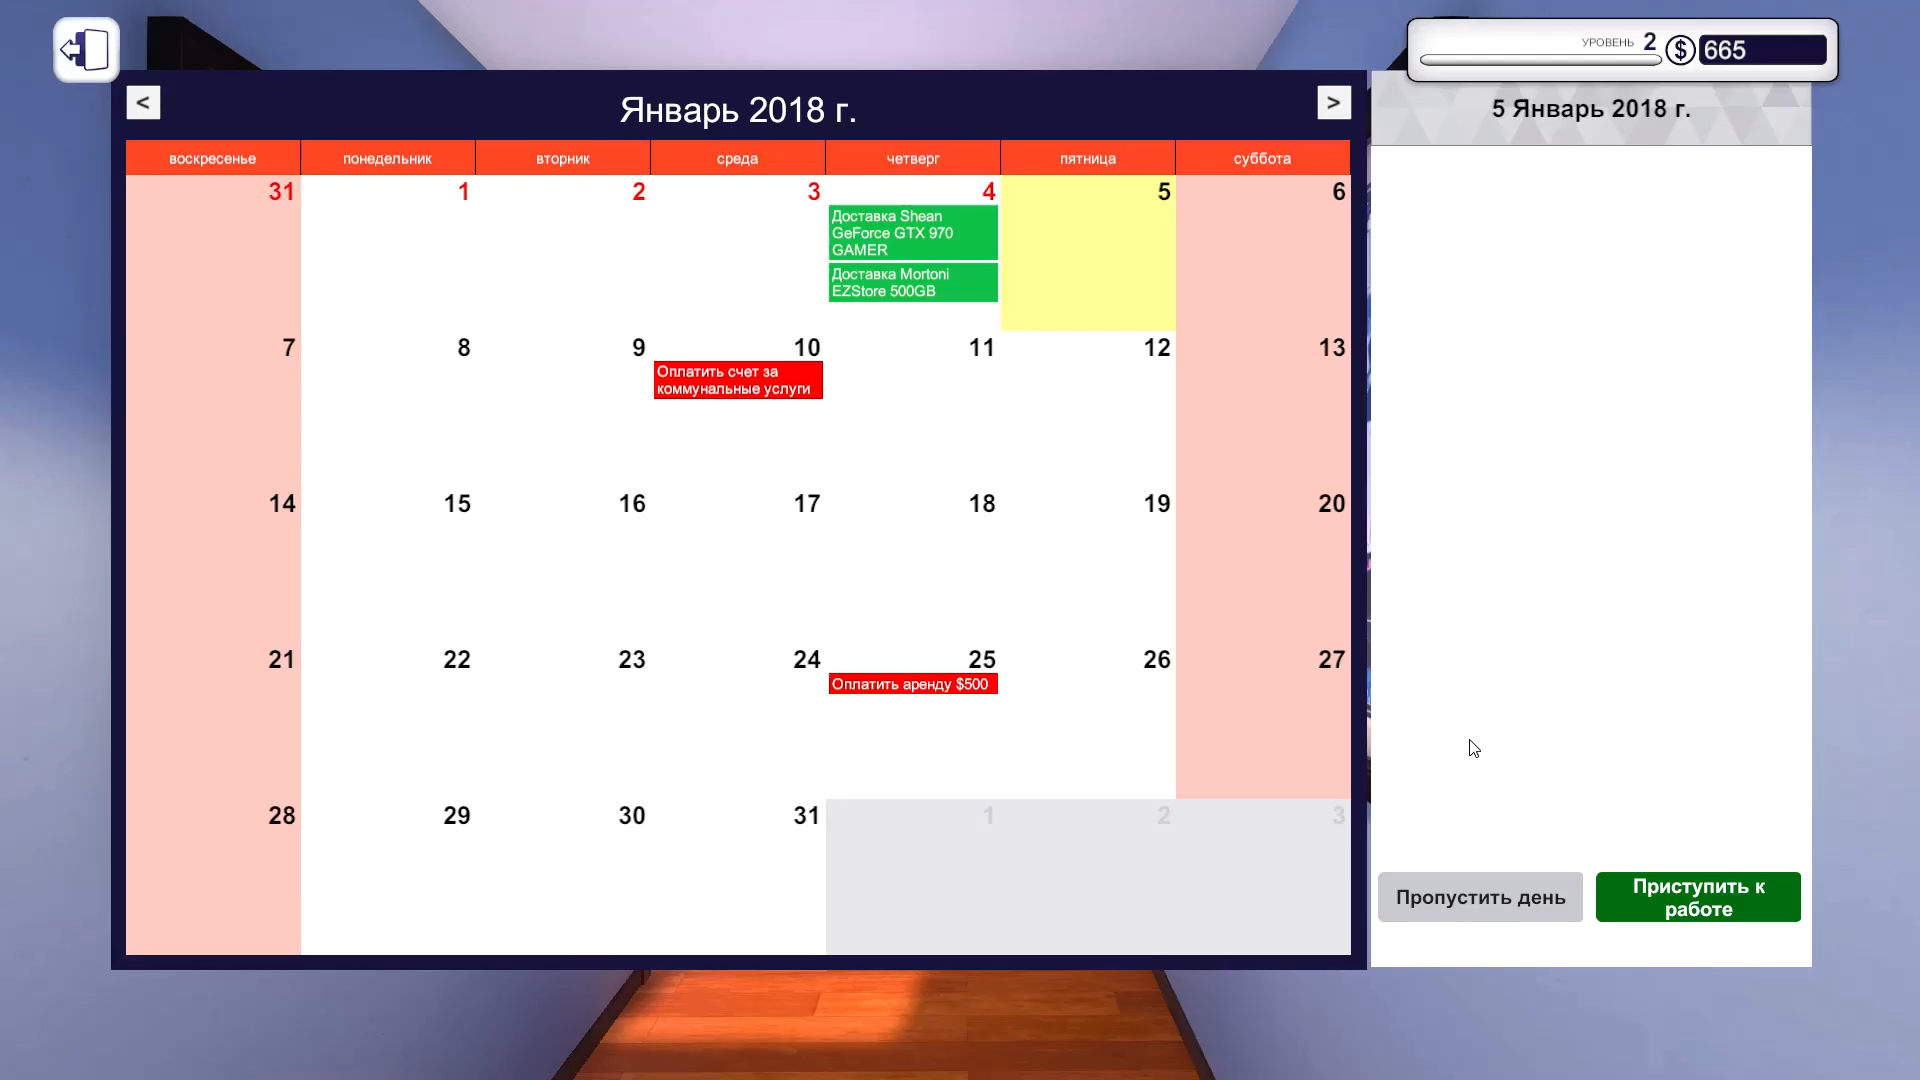 УРОВЕНЬ 2
665
<
Январь 2018 г.
>
5 Январь 2018 г.
воскресенье понедельник вторник среда четверг пятница суббота
31 1 2 3 4 5 6
Доставка Shean
GeForce GTX 970
GAMER
Доставка Mortoni
EZStore 500GB
7 8 9 10 11 12 13
Оплатить счет за
коммунальные услуги
14 15 16 17 18 19 20
21 22 23 24 25 26 27
Оплатить аренду $500
28 29 30 31 1 2 3
Пропустить день
Приступить к
работе